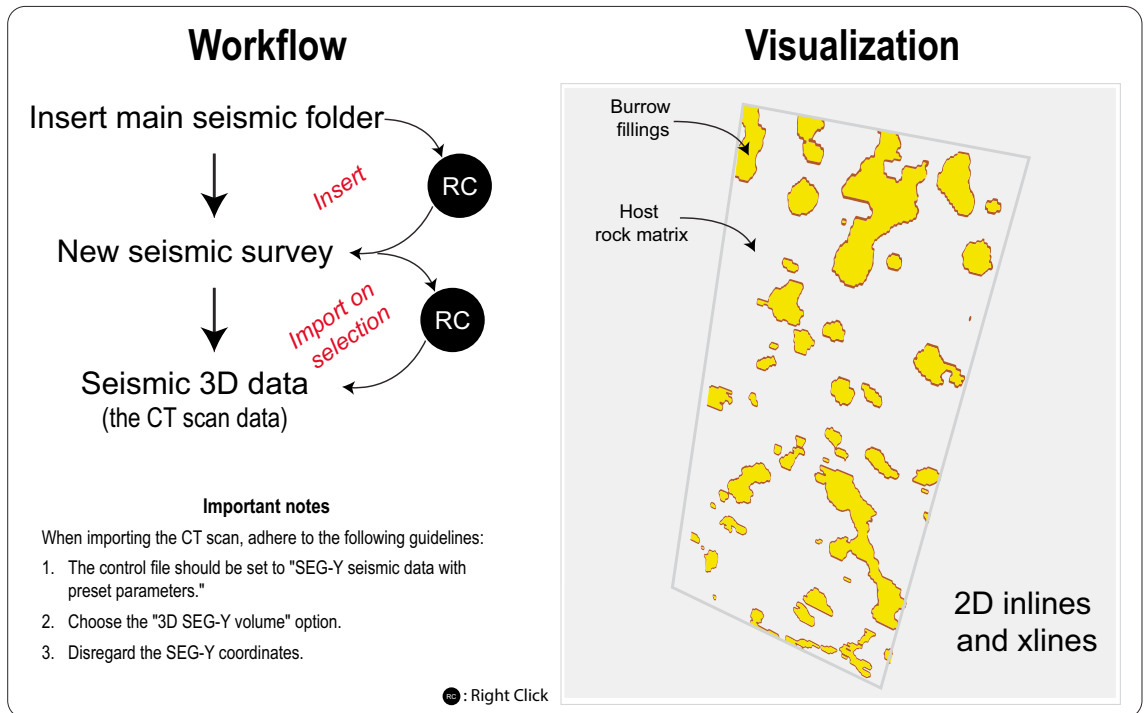 Workflow
Insert main seismic folder
RC
Insert
New seismic survey
Import on
selection
RC
Seismic 3D data
(the CT scan data)
Important notes
When importing the CT scan, adhere to the following guidelines:
1. The control file should be set to "SEG-Y seismic data with
preset parameters."
2. Choose the "3D SEG-Y volume" option.
3. Disregard the SEG-Y coordinates.
RC : Right Click
Visualization
Burrow
fillings
Host
rock matrix
2D inlines
and xlines